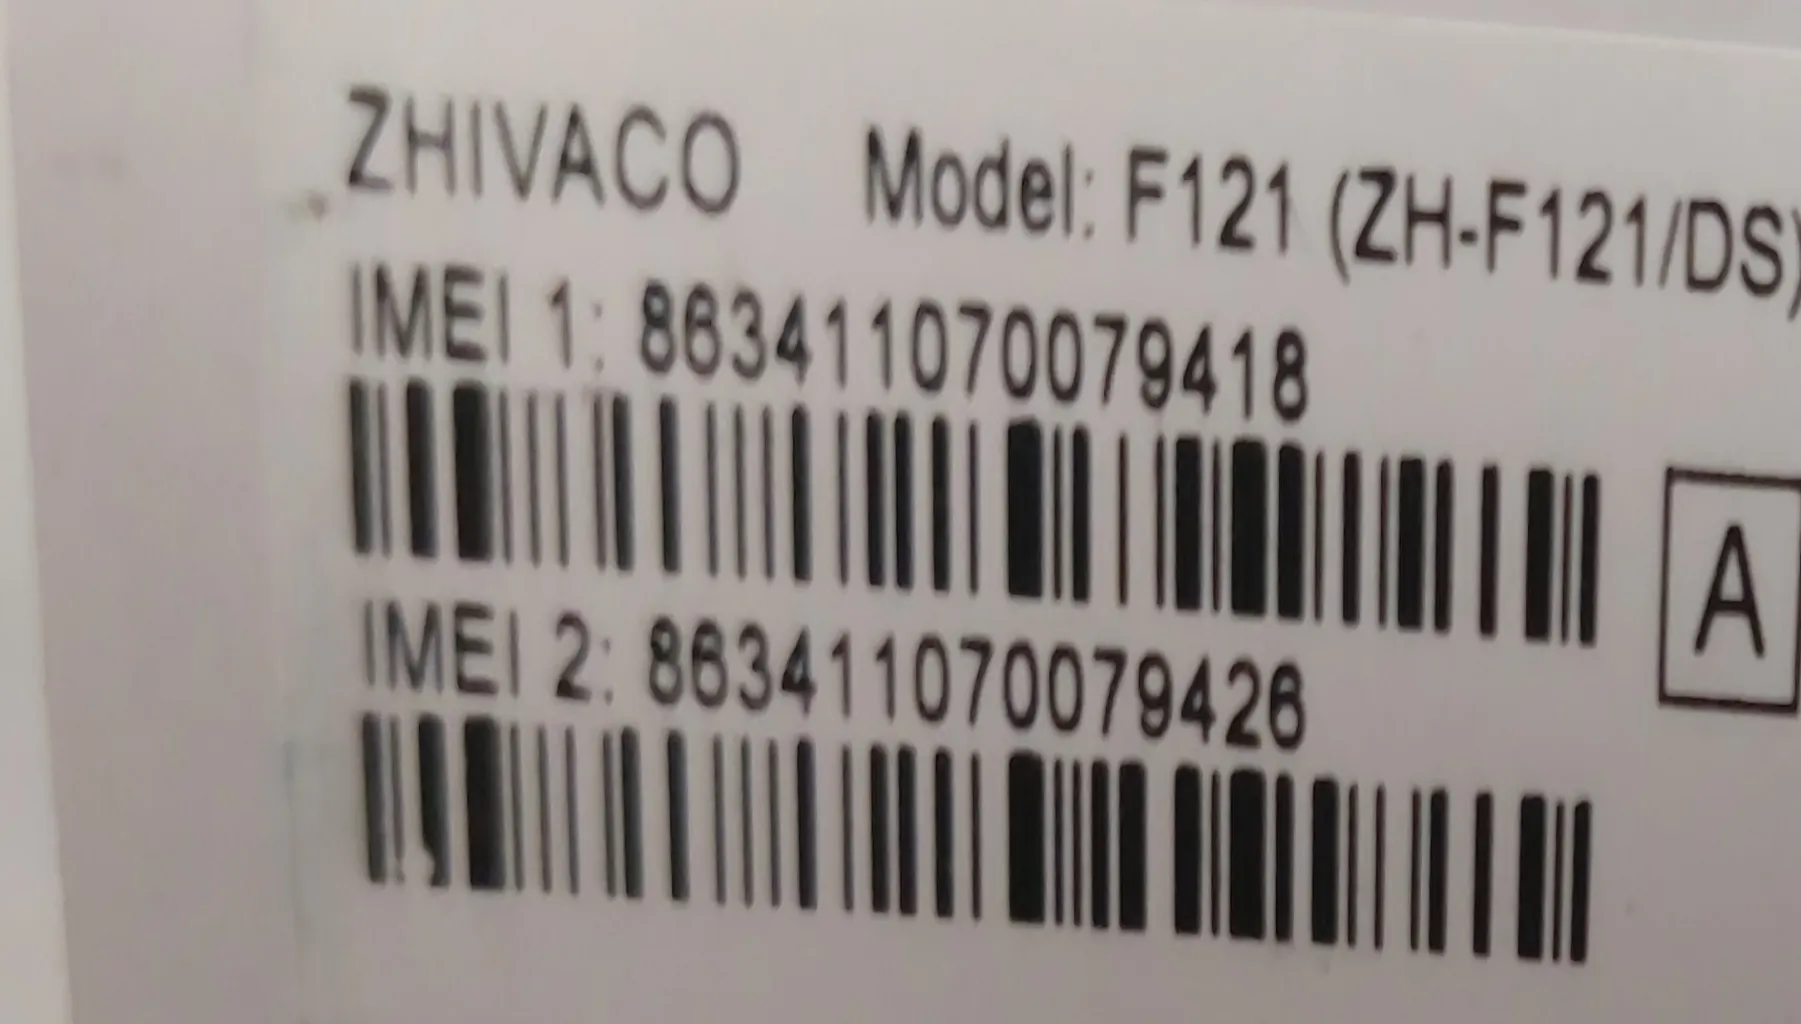 ZHIVACO Model: F121 (ZH-F121/DS)
IMEI 1: 863411070079418
A
IMEI 2: 863411070079426